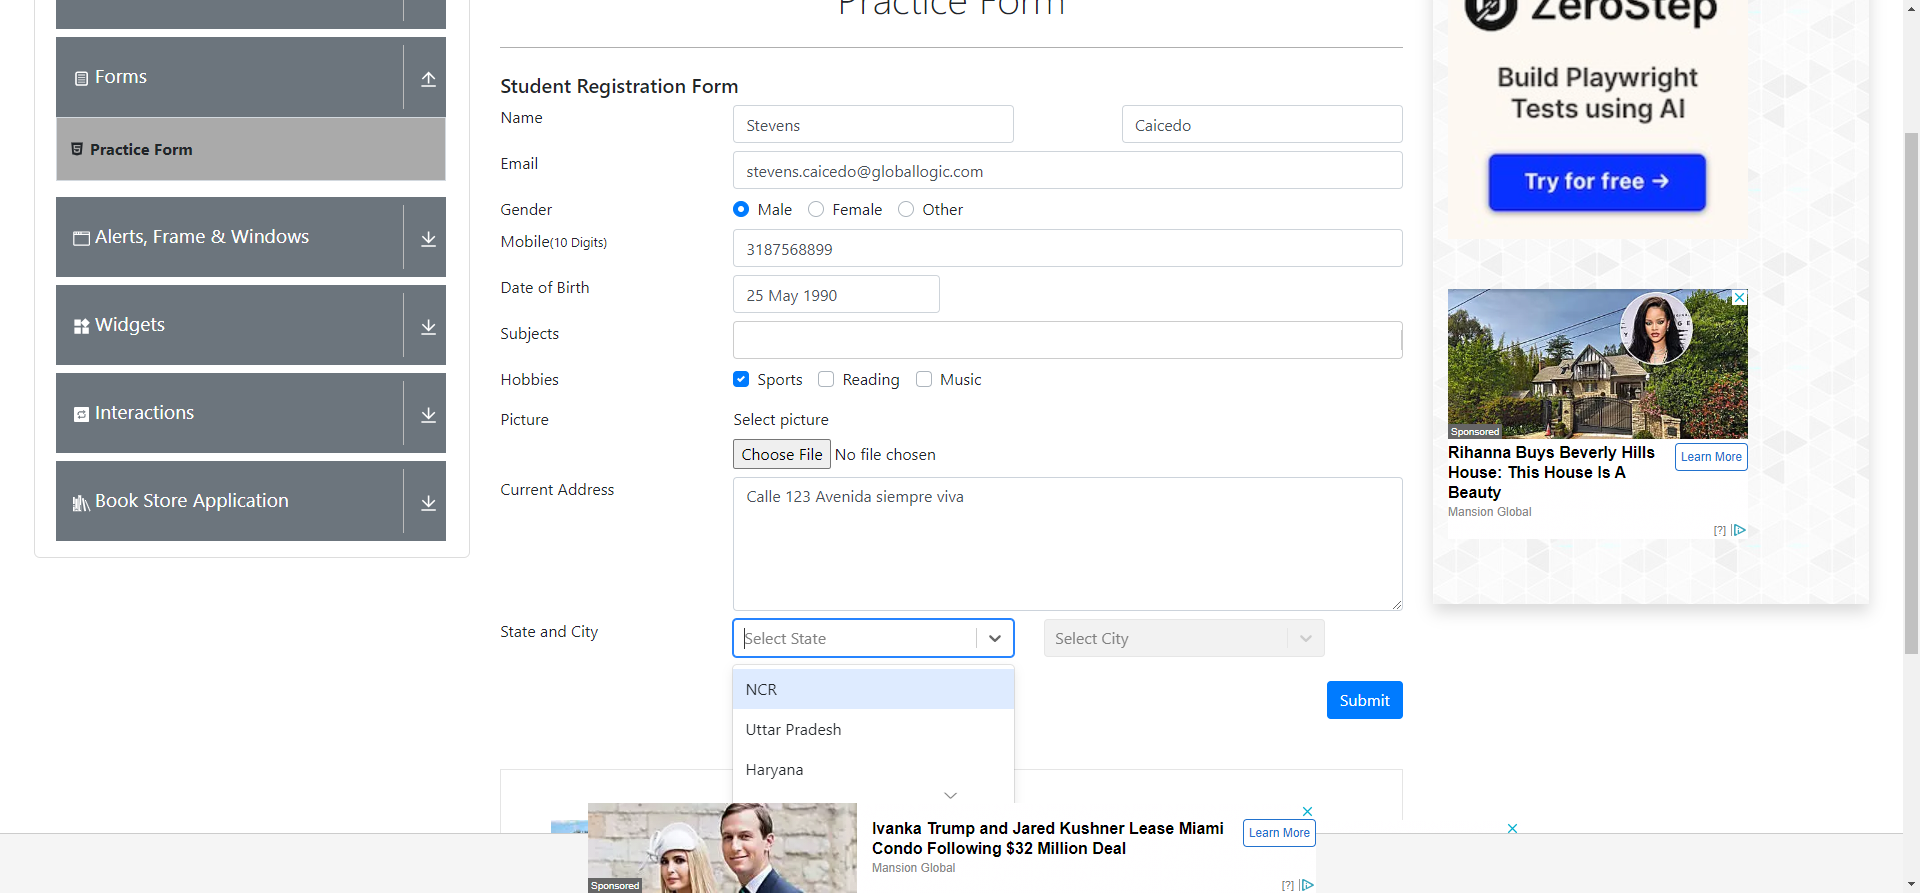 Practice Form
Forms
Practice Form
Alerts, Frame & Windows
Widgets
Interactions
Book Store Application
Student Registration Form
Name
Stevens
Caicedo
Email
stevens.caicedo@globallogic.com
Gender
Male
Female
Other
Mobile(10 Digits)
3187568899
Date of Birth
25 May 1990
Subjects
Hobbies
Sports
Reading
Music
Picture
Select picture
Choose File No file chosen
Current Address
Calle 123 Avenida siempre viva
State and City
Select State
Select City
NCR
Uttar Pradesh
Haryana
Submit
ZeroStep
Build Playwright
Tests using AI
Try for free →
Sponsored
Rihanna Buys Beverly Hills
House: This House Is A
Beauty
Learn More
Mansion Global
[?]
Ivanka Trump and Jared Kushner Lease Miami
Condo Following $32 Million Deal
Mansion Global
Learn More
Sponsored
[?]